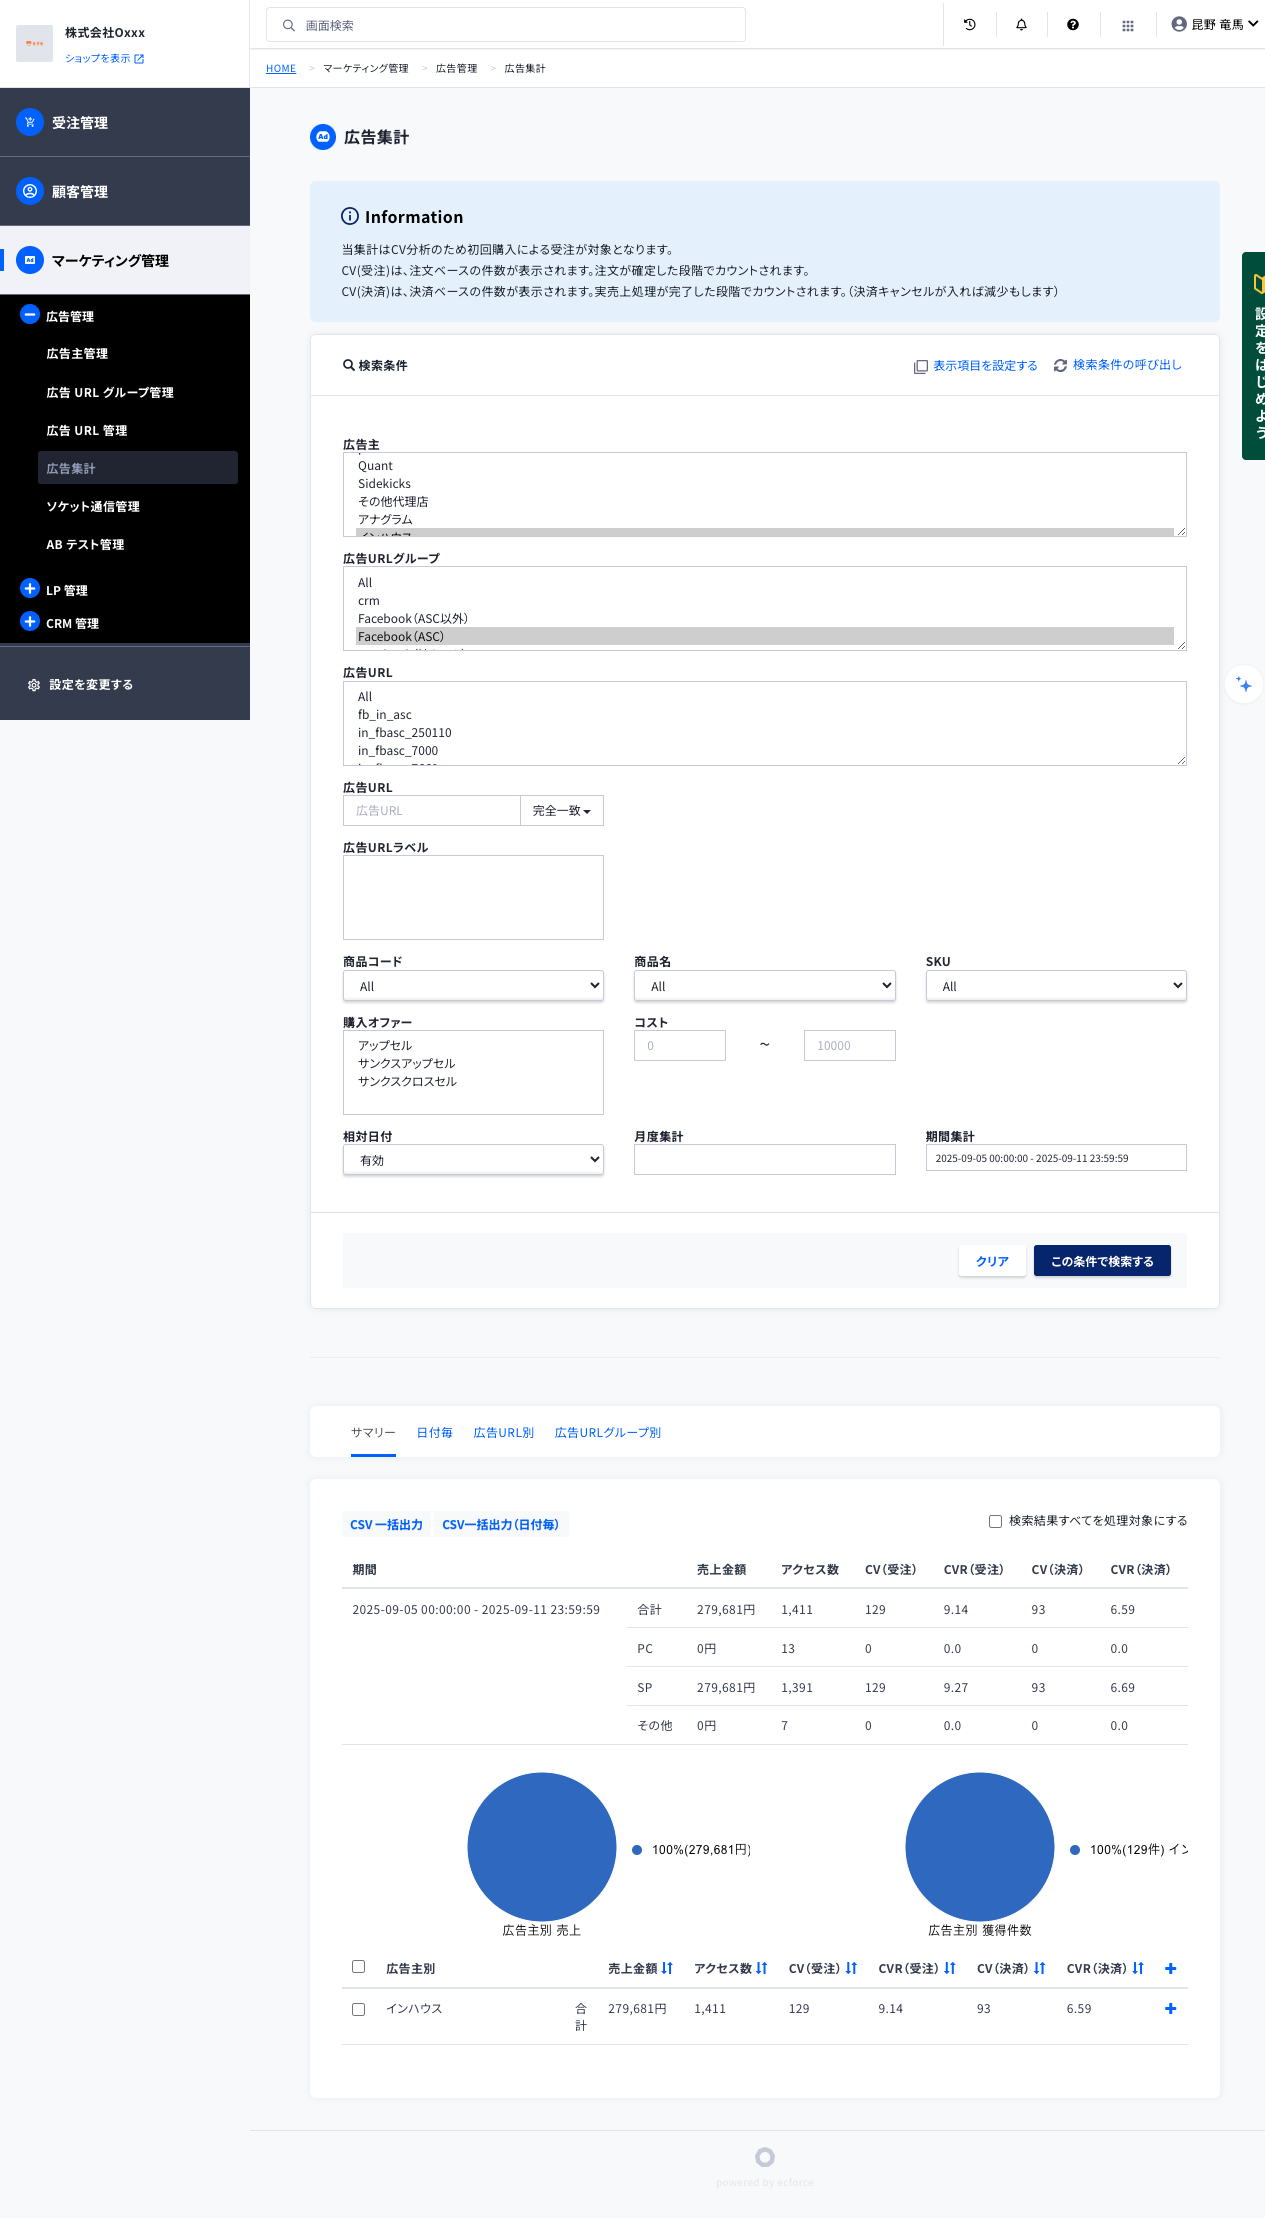 株式会社Oxxx
ショップを表示
画面検索
昆野 竜馬
HOME > マーケティング管理 > 広告管理 > 広告集計
受注管理
顧客管理
マーケティング管理
広告管理
広告主管理
広告 URL グループ管理
広告 URL 管理
広告集計
ソケット通信管理
AB テスト管理
LP 管理
CRM 管理
設定を変更する
広告集計
Information
当集計はCV分析のため初回購入による受注が対象となります。
CV(受注)は、注文ベースの件数が表示されます。注文が確定した段階でカウントされます。
CV(決済)は、決済ベースの件数が表示されます。実売上処理が完了した段階でカウントされます。（決済キャンセルが入れば減少もします）
設定をはじめよう
検索条件
表示項目を設定する 検索条件の呼び出し
広告主
Quant
Sidekicks
その他代理店
アナグラム
インハウス
広告URLグループ
All
crm
Facebook（ASC以外）
Facebook（ASC）
広告URL
All
fb_in_asc
in_fbasc_250110
in_fbasc_7000
広告URL
広告URL 完全一致
広告URLラベル
商品コード 商品名 SKU
All All All
購入オファー コスト
アップセル
サンクスアップセル
サンクスクロスセル
0 ～ 10000
相対日付 月度集計 期間集計
有効 2025-09-05 00:00:00 - 2025-09-11 23:59:59
クリア この条件で検索する
サマリー 日付毎 広告URL別 広告URLグループ別
CSV 一括出力 CSV一括出力（日付毎） 検索結果すべてを処理対象にする
期間 売上金額 アクセス数 CV（受注） CVR（受注） CV（決済） CVR（決済）
2025-09-05 00:00:00 - 2025-09-11 23:59:59 合計 279,681円 1,411 129 9.14 93 6.59
PC 0円 13 0 0.0 0 0.0
SP 279,681円 1,391 129 9.27 93 6.69
その他 0円 7 0 0.0 0 0.0
100%(279,681円)
100%(129件) イン
広告主別 売上
広告主別 獲得件数
広告主別 売上金額 アクセス数 CV（受注） CVR（受注） CV（決済） CVR（決済）
インハウス 合計 279,681円 1,411 129 9.14 93 6.59
powered by ecforce